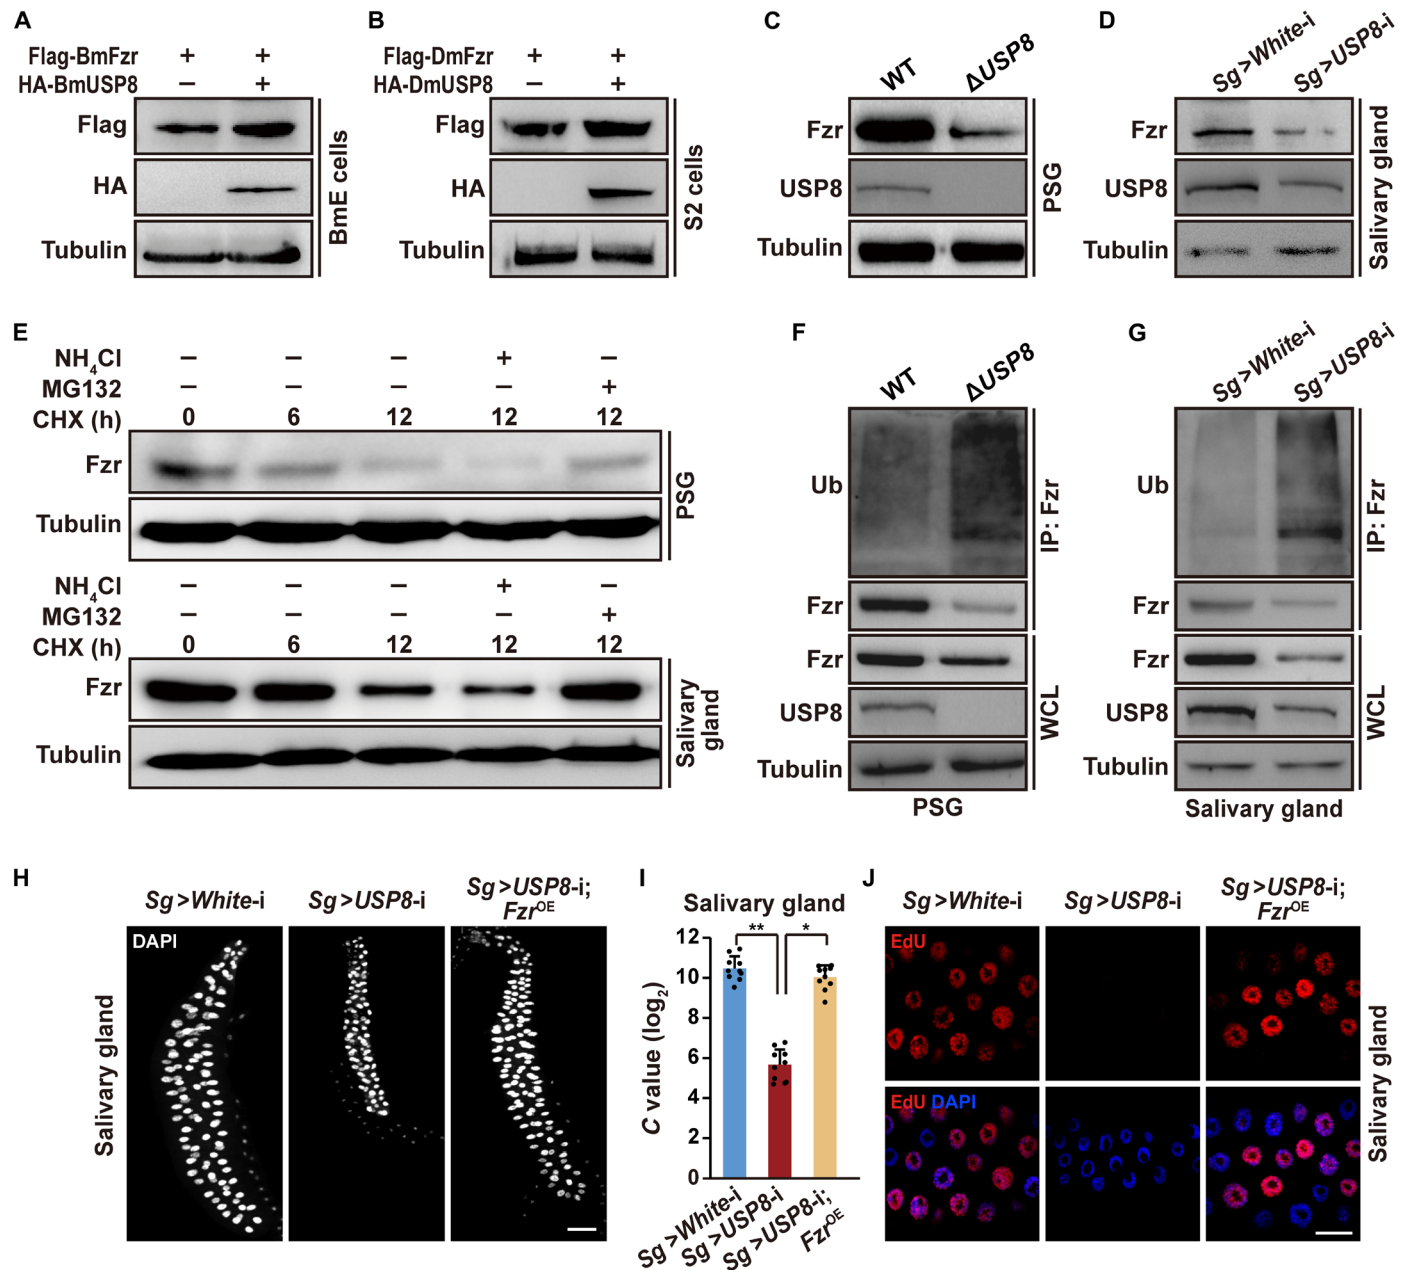 A
Flag-BmFzr + +
HA-BmUSP8 − +
Flag
HA
Tubulin
BmE cells
B
Flag-DmFzr + +
HA-DmUSP8 − +
Flag
HA
Tubulin
S2 cells
C
WT ΔUSP8
Fzr
USP8
Tubulin
PSG
D
Sg>White-i Sg>USP8-i
Fzr
USP8
Tubulin
Salivary gland
E
NH4Cl − − − + −
MG132 − − − − +
CHX (h) 0 6 12 12 12
Fzr
Tubulin
PSG
NH4Cl − − − + −
MG132 − − − − +
CHX (h) 0 6 12 12 12
Fzr
Tubulin
Salivary
gland
F
WT ΔUSP8
Ub
Fzr
IP: Fzr
Fzr
USP8
Tubulin
WCL
PSG
G
Sg>White-i Sg>USP8-i
Ub
Fzr
IP: Fzr
Fzr
USP8
Tubulin
WCL
Salivary gland
H
Sg>White-i Sg>USP8-i Sg>USP8-i;
FzrOE
DAPI
Salivary gland
I
Salivary gland
** *
C value (log2)
12
10
8
6
4
2
0
Sg>White-i
Sg>USP8-i
Sg>USP8-i;
FzrOE
J
Sg>White-i Sg>USP8-i Sg>USP8-i;
FzrOE
EdU
EdU DAPI
Salivary gland